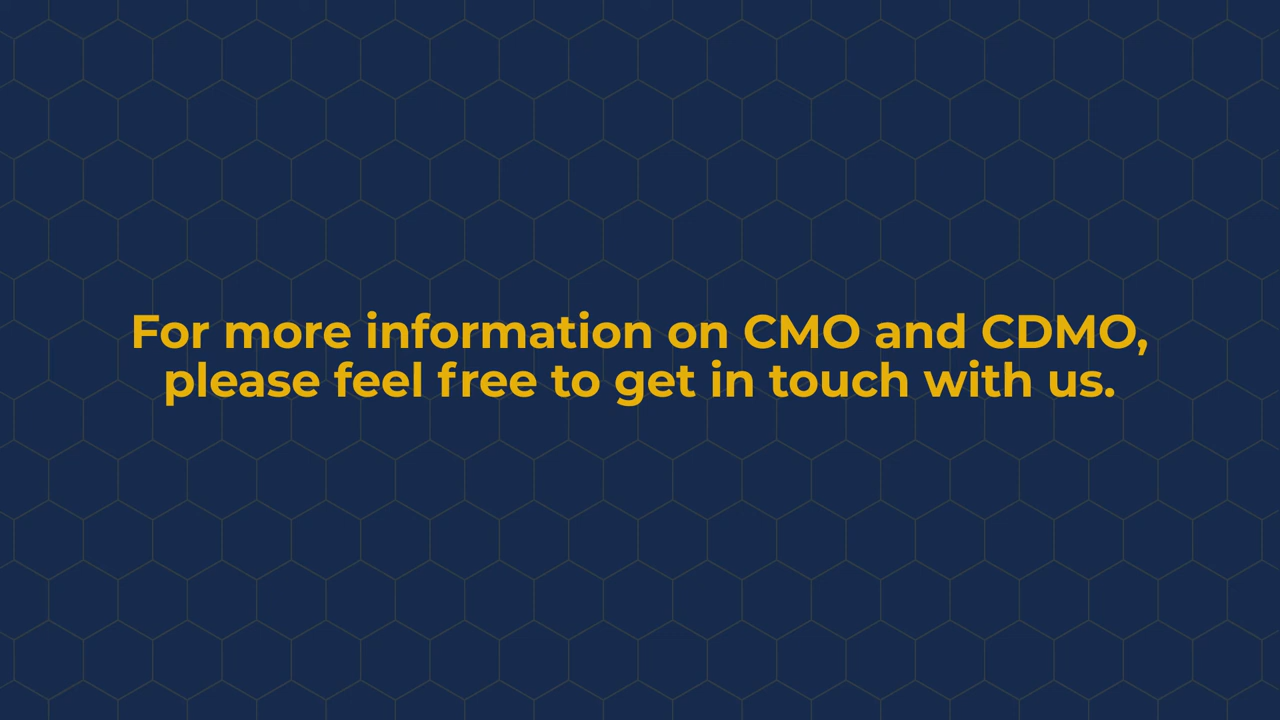 For more information on CMO and CDMO,
please feel free to get in touch with us.